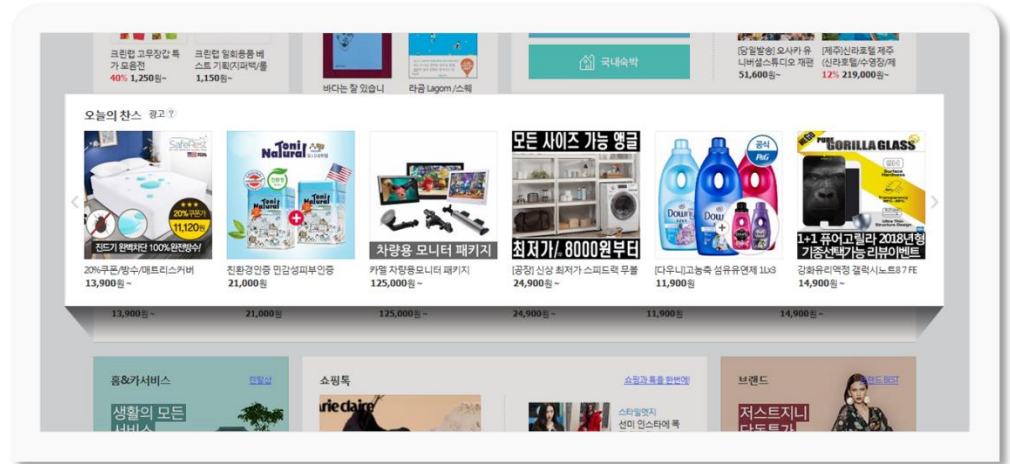 크린랩 고무장갑 특
가 모음전
40% 1,250원~
크린랩 일회용품 베
스트 기획/지퍼백/롤
1,150원~
바다는 잘 있습니
라곰 Lagom /스웨
국내숙박
[당일발송] 오사카 유
니버셜스튜디오 재팬
51,600원~
[제주]신라호텔 제주
(신라호텔/수영장/제
12% 219,000원~
오늘의 찬스 광고 ?
SafeRest
20%쿠폰가
11,120원
진드기 완벽차단 100%완전방수!
20%쿠폰/방수/매트리스커버
13,900원 ~
Toni
Natural
친환경인증 민감성피부인증
21,000원
차량용 모니터 패키지
카멜 차량용모니터 패키지
125,000원 ~
모든 사이즈 가능 앵글
최저가/ 8000원부터
[공장] 신상 최저가 스피드랙 무볼
24,900원 ~
공식
P&G
Downy
Downy
[다우니]고농축 섬유유연제 1Lx3
11,900원
PURE
GORILLA GLASS
Surface
Hardness
1+1 퓨어고릴라 2018년형
기종선택가능 리뷰이벤트
강화유리액정 갤럭시노트8 7 FE
14,900원 ~
13,900원 ~
21,000원
125,000원 ~
24,900원 ~
11,900원
14,900원 ~
홈&카서비스
렌탈샵
생활의 모든
서비스
쇼핑톡
쇼핑과 톡을 한번에!
marie claire
스타일엣지
선미 인스타에 폭
브랜드
브랜드 BEST
저스트지니
단독특가